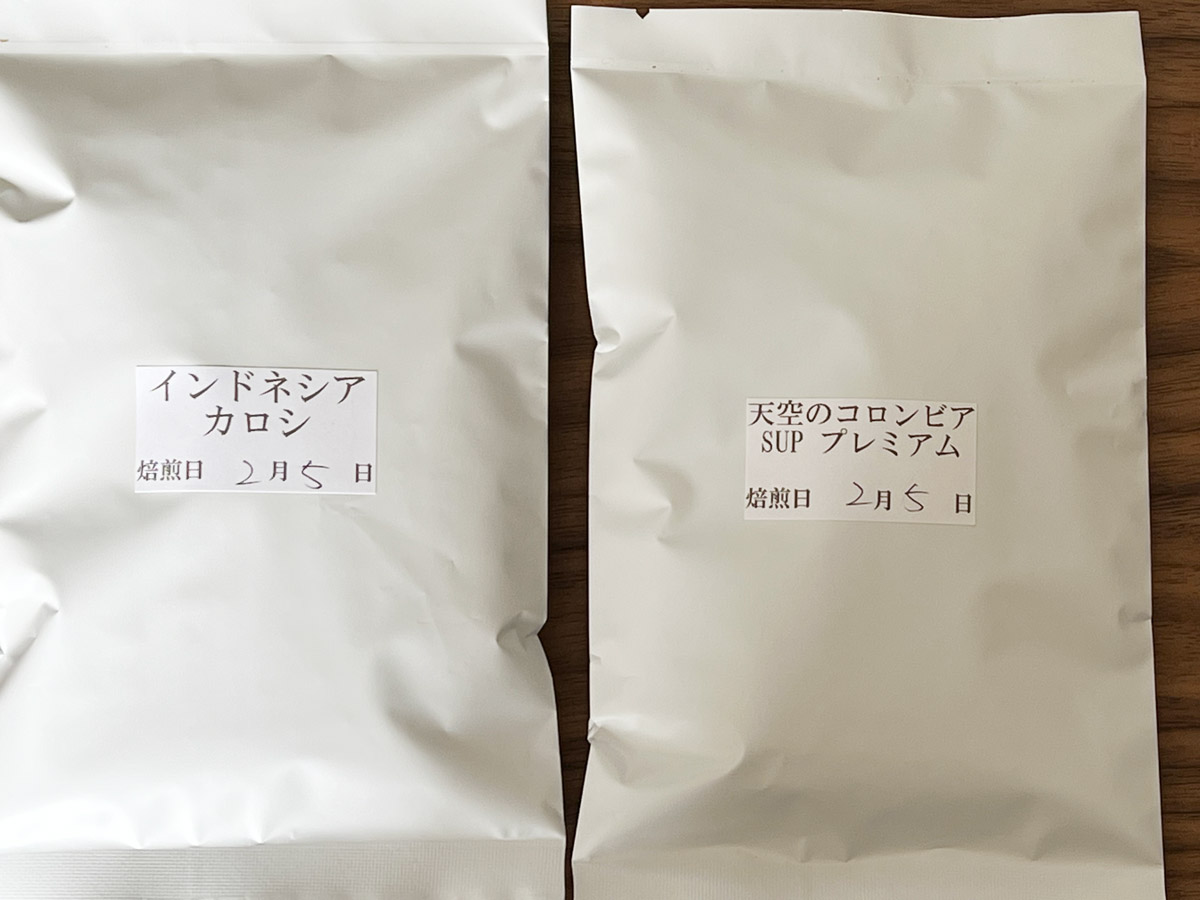 インドネシア
カロシ
焙煎日 2月5日
天空のコロンビア
SUP プレミアム
焙煎日 2月5日